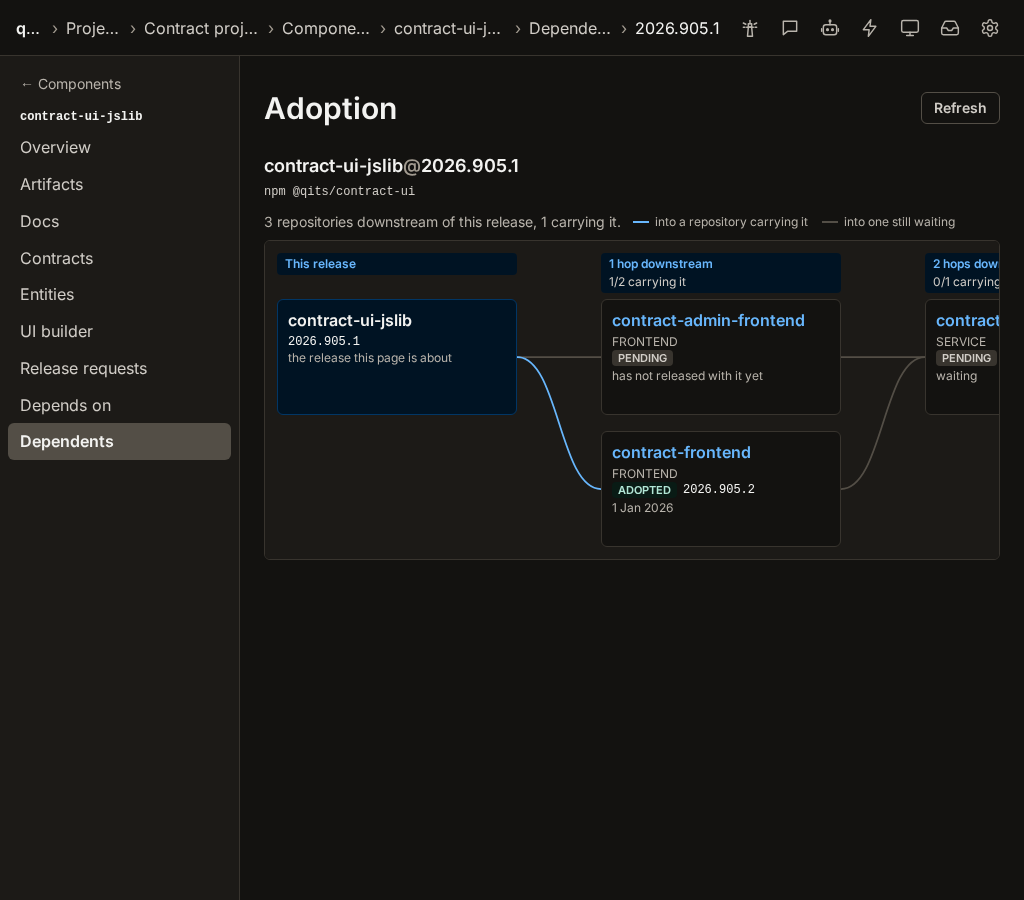 q... › Proje... › Contract proj... › Compone... › contract-ui-j... › Depende... › 2026.905.1
← Components
contract-ui-jslib
Overview
Artifacts
Docs
Contracts
Entities
UI builder
Release requests
Depends on
Dependents
Adoption
Refresh
contract-ui-jslib@2026.905.1
npm @qits/contract-ui
3 repositories downstream of this release, 1 carrying it. into a repository carrying it into one still waiting
This release
contract-ui-jslib
2026.905.1
the release this page is about
1 hop downstream
1/2 carrying it
contract-admin-frontend
FRONTEND
PENDING
has not released with it yet
contract-frontend
FRONTEND
ADOPTED 2026.905.2
1 Jan 2026
2 hops dow
0/1 carrying
contract
SERVICE
PENDING
waiting